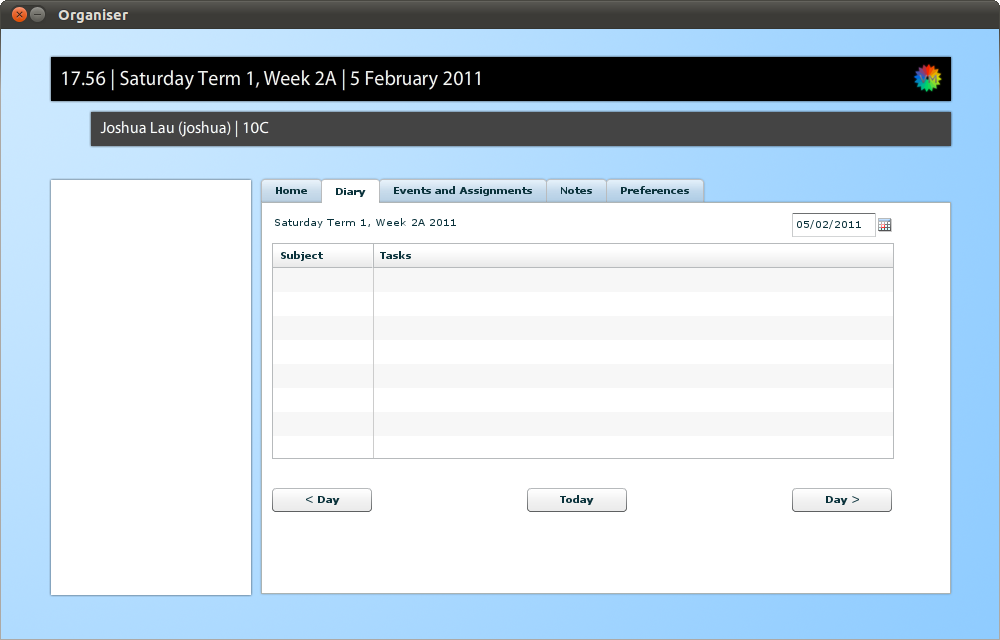 Organiser
17.56 | Saturday Term 1, Week 2A | 5 February 2011
Joshua Lau (joshua) | 10C
Home Diary Events and Assignments Notes Preferences
Saturday Term 1, Week 2A 2011 05/02/2011
Subject Tasks
< Day Today Day >